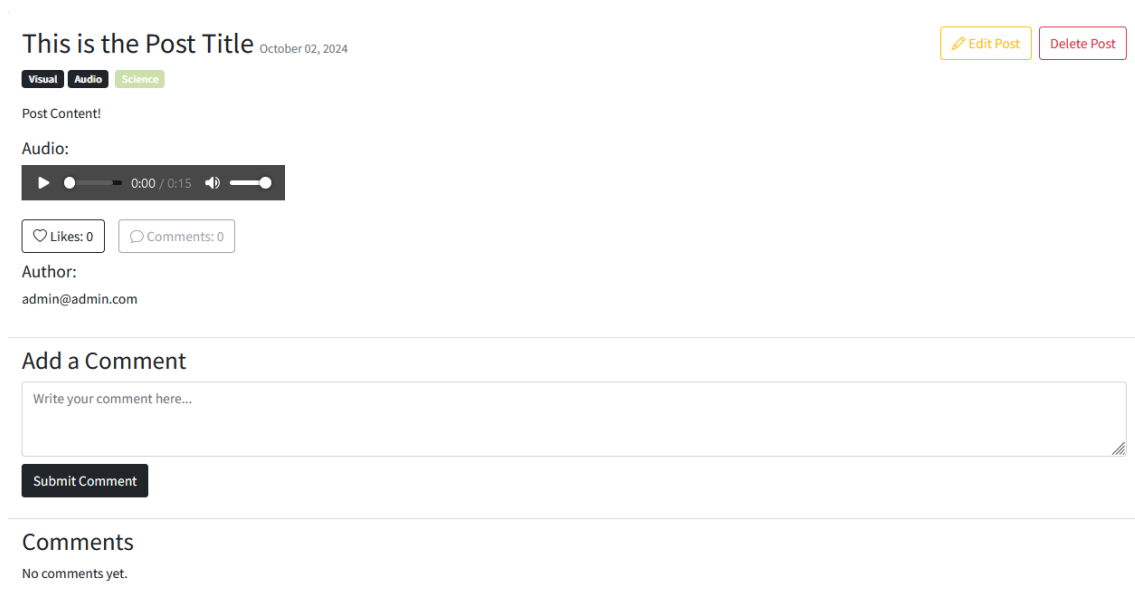 This is the Post Title October 02, 2024 Edit Post Delete Post
Visual Audio Science
Post Content!
Audio:
0:00 / 0:15
Likes: 0 Comments: 0
Author:
admin@admin.com
Add a Comment
Write your comment here...
Submit Comment
Comments
No comments yet.